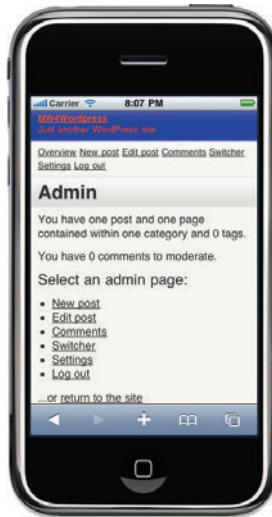 Carrier 8:07 PM
MW4Wordpress
Just another WordPress site
Overview New post Edit post Comments Switcher
Settings Log out
Admin
You have one post and one page
contained within one category and 0 tags.
You have 0 comments to moderate.
Select an admin page:
• New post
• Edit post
• Comments
• Switcher
• Settings
• Log out
...or return to the site